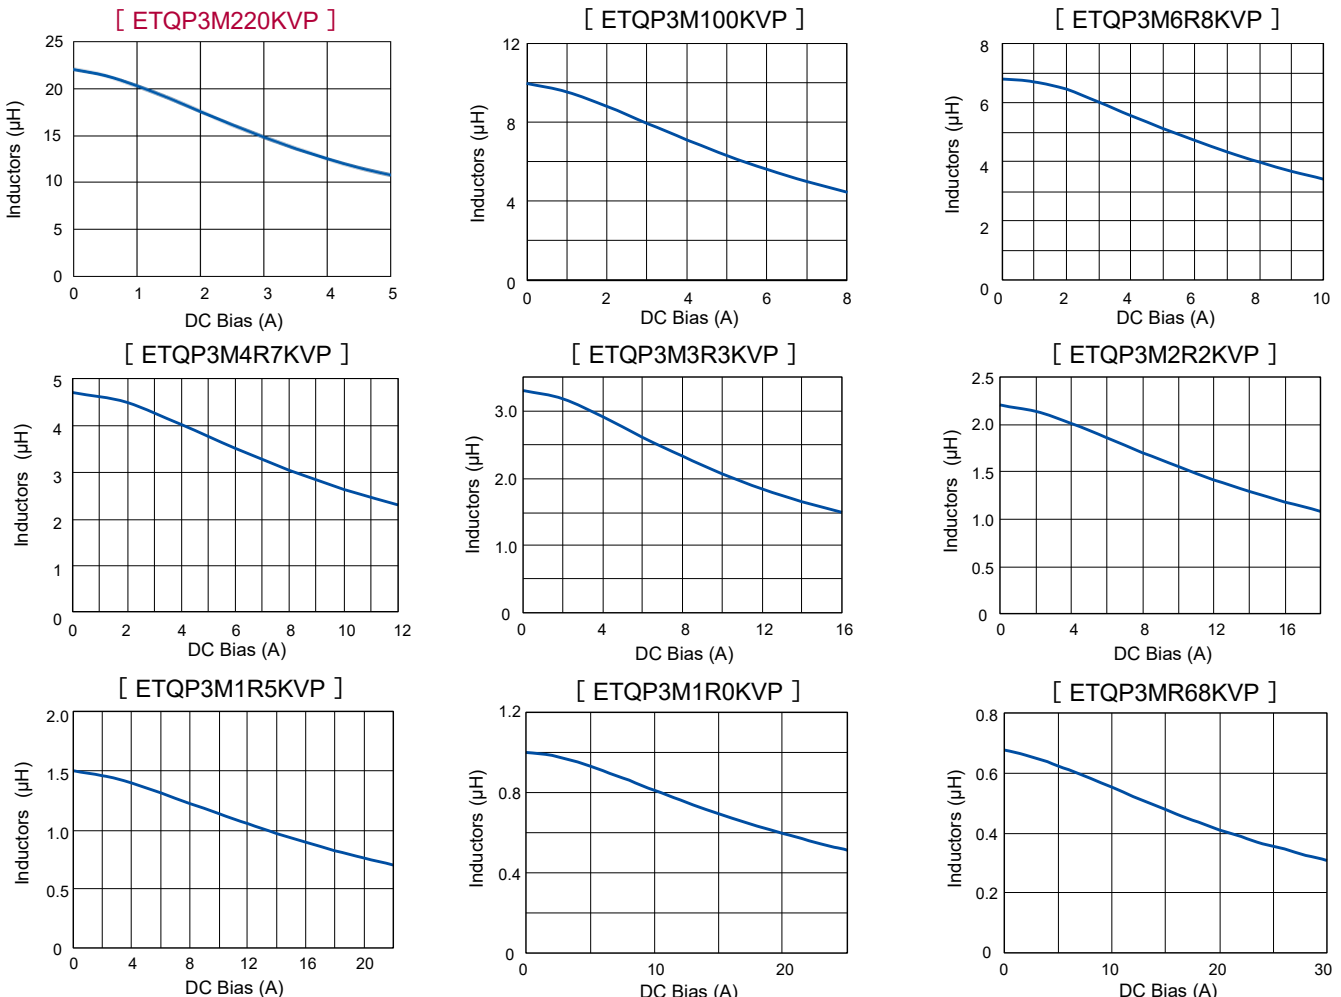 [ ETQP3M220KVP ]
25
20
15
10
5
0
Inductors (μH)
0 1 2 3 4 5
DC Bias (A)
[ ETQP3M100KVP ]
12
8
4
0
Inductors (μH)
0 2 4 6 8
DC Bias (A)
[ ETQP3M6R8KVP ]
8
6
4
2
0
Inductors (μH)
0 2 4 6 8 10
DC Bias (A)
[ ETQP3M4R7KVP ]
5
4
3
2
1
0
Inductors (μH)
0 2 4 6 8 10 12
DC Bias (A)
[ ETQP3M3R3KVP ]
3.0
2.0
1.0
0
Inductors (μH)
0 4 8 12 16
DC Bias (A)
[ ETQP3M2R2KVP ]
2.5
2.0
1.5
1.0
0.5
0
Inductors (μH)
0 4 8 12 16
DC Bias (A)
[ ETQP3M1R5KVP ]
2.0
1.5
1.0
0.5
0
Inductors (μH)
0 4 8 12 16 20
DC Bias (A)
[ ETQP3M1R0KVP ]
1.2
0.8
0.4
0
Inductors (μH)
0 10 20
DC Bias (A)
[ ETQP3MR68KVP ]
0.8
0.6
0.4
0.2
0
Inductors (μH)
0 10 20 30
DC Bias (A)